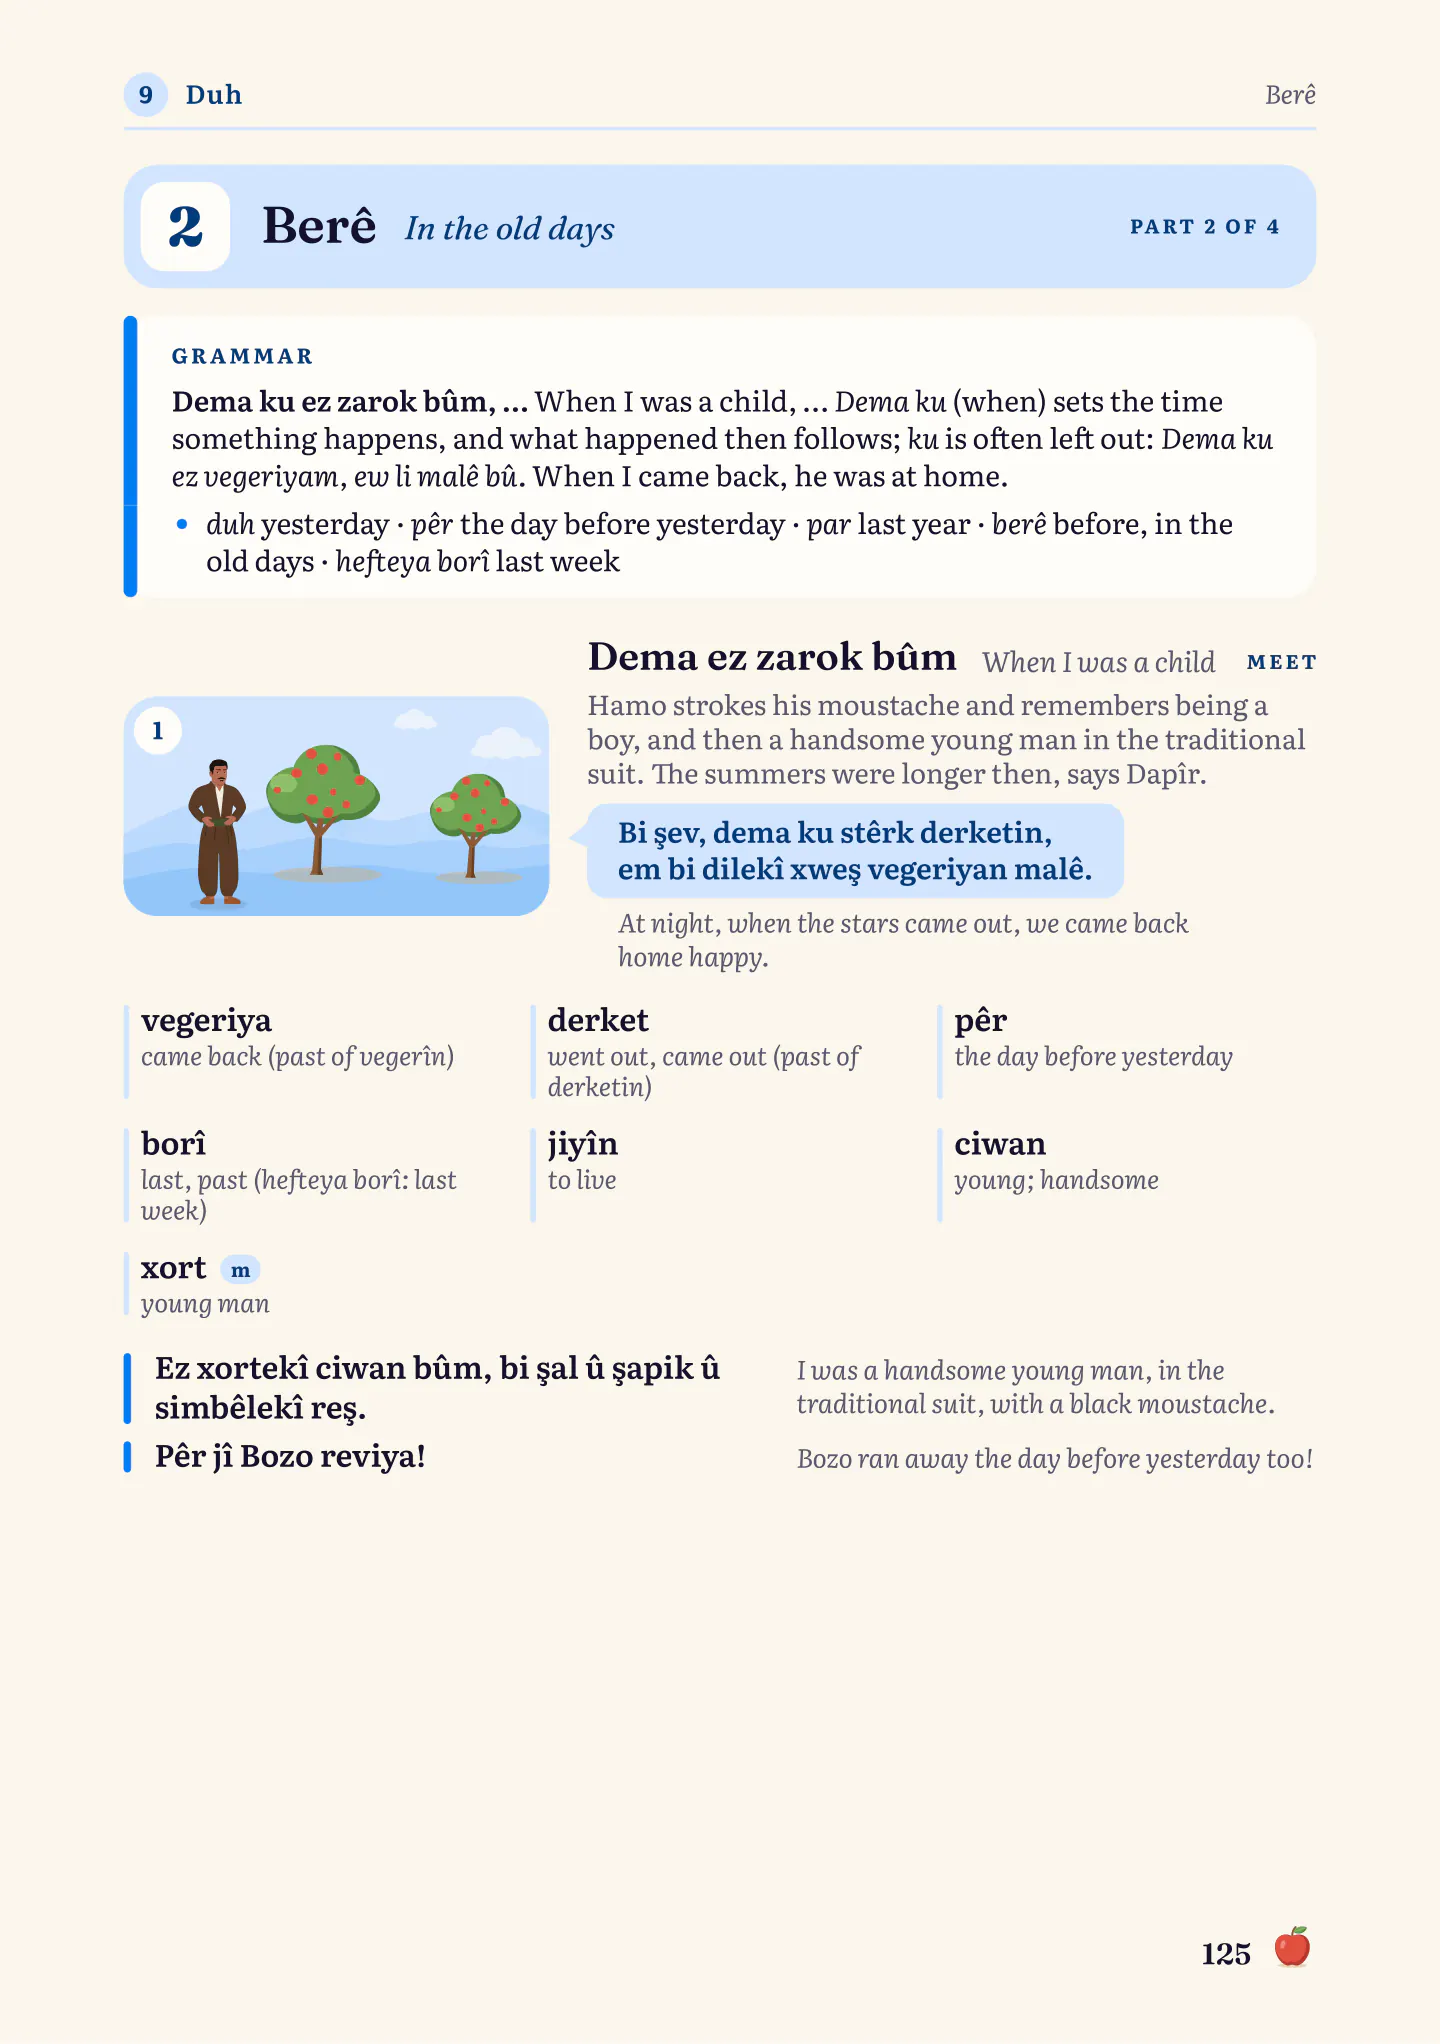 9 Duh Berê
2 Berê In the old days PART 2 OF 4
GRAMMAR
Dema ku ez zarok bûm, … When I was a child, … Dema ku (when) sets the time
something happens, and what happened then follows; ku is often left out: Dema ku
ez vegeriyam, ew li malê bû. When I came back, he was at home.
• duh yesterday · pêr the day before yesterday · par last year · berê before, in the
old days · hefteya borî last week
Dema ez zarok bûm When I was a child MEET
1
Hamo strokes his moustache and remembers being a
boy, and then a handsome young man in the traditional
suit. The summers were longer then, says Dapîr.
Bi şev, dema ku stêrk derketin,
em bi dilekî xweş vegeriyan malê.
At night, when the stars came out, we came back
home happy.
vegeriya
came back (past of vegerîn)
derket
went out, came out (past of
derketin)
pêr
the day before yesterday
borî
last, past (hefteya borî: last
week)
jiyîn
to live
ciwan
young; handsome
xort m
young man
Ez xortekî ciwan bûm, bi şal û şapik û
simbêlekî reş.
I was a handsome young man, in the
traditional suit, with a black moustache.
Pêr jî Bozo reviya!
Bozo ran away the day before yesterday too!
125